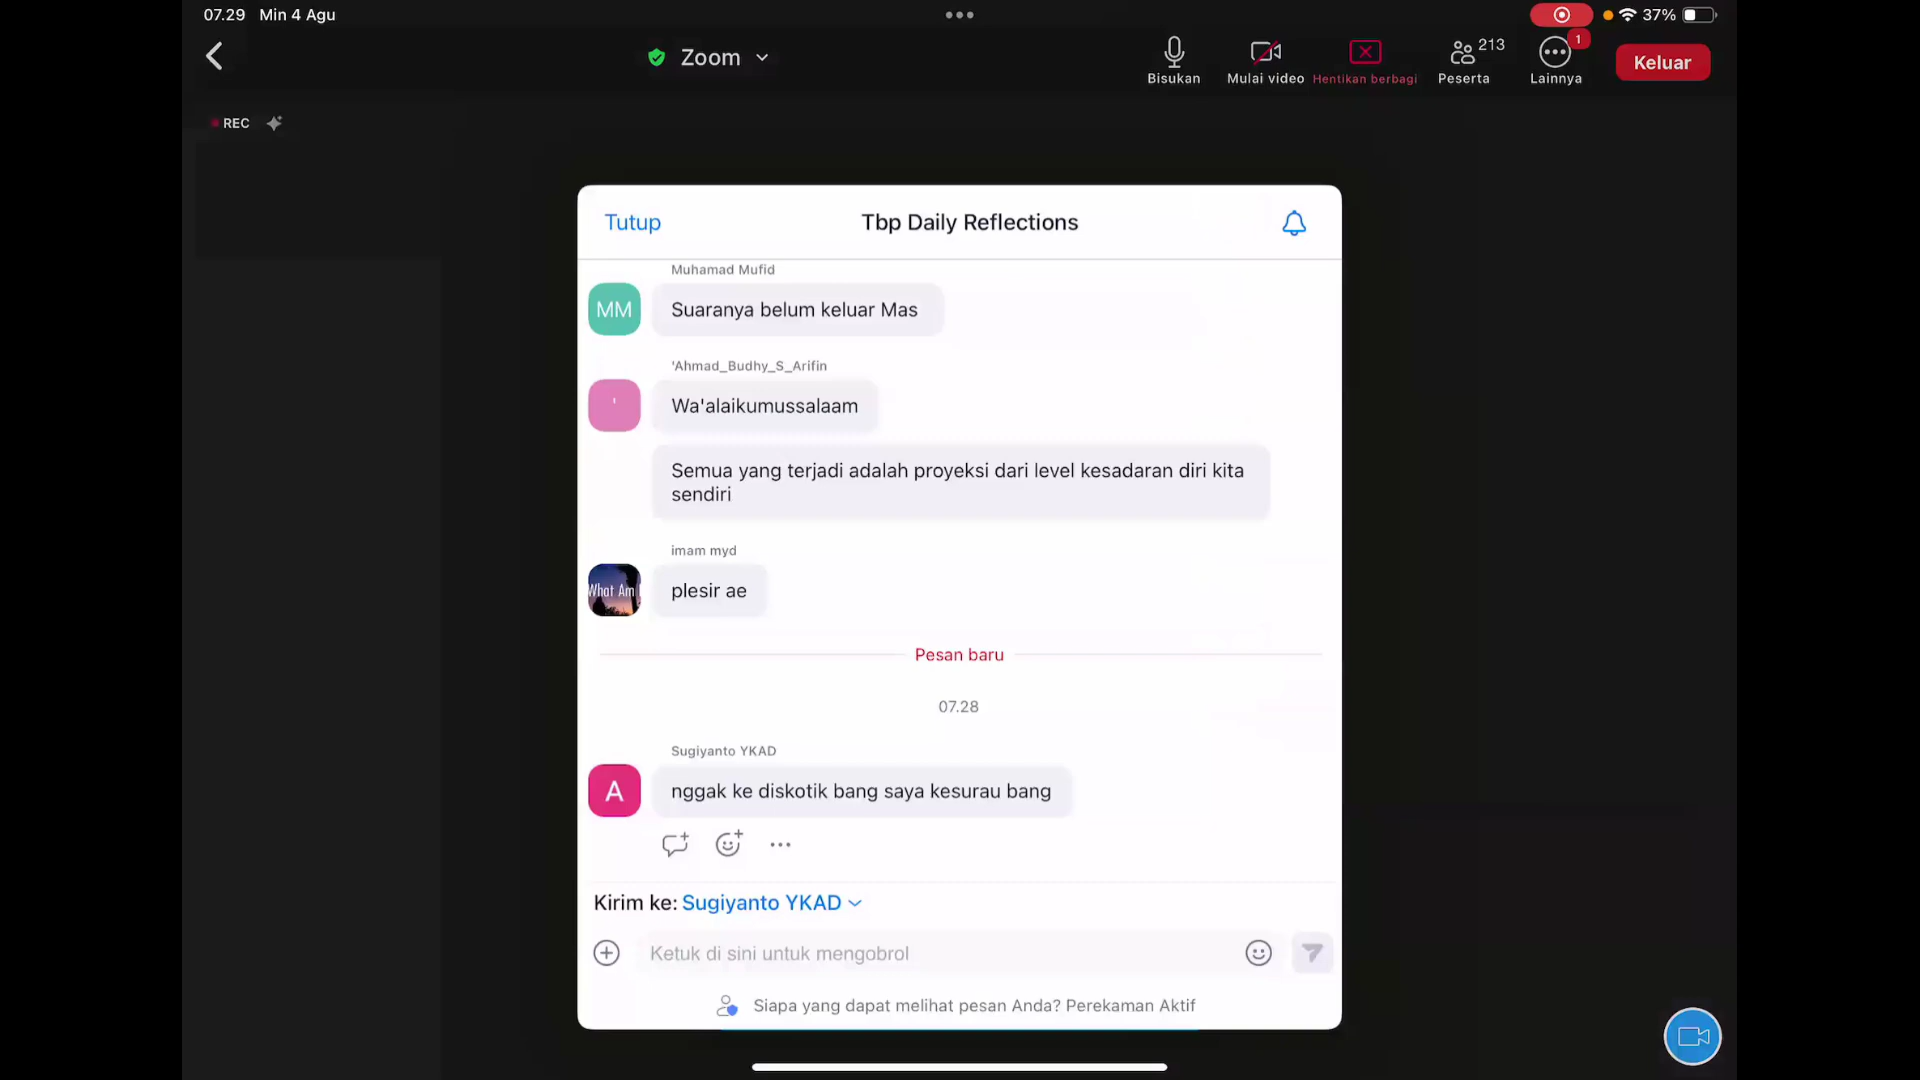 07.29 Min 4 Agu
37%
Zoom
213
1
Bisukan
Mulai video
Hentikan berbagi
Peserta
Lainnya
Keluar
REC
Tutup
Tbp Daily Reflections
Muhamad Mufid
MM
Suaranya belum keluar Mas
'Ahmad_Budhy_S_Arifin
'
Wa'alaikumussalaam
Semua yang terjadi adalah proyeksi dari level kesadaran diri kita
sendiri
imam myd
What Am
plesir ae
Pesan baru
07.28
Sugiyanto YKAD
A
nggak ke diskotik bang saya kesurau bang
Kirim ke: Sugiyanto YKAD
Ketuk di sini untuk mengobrol
Siapa yang dapat melihat pesan Anda? Perekaman Aktif